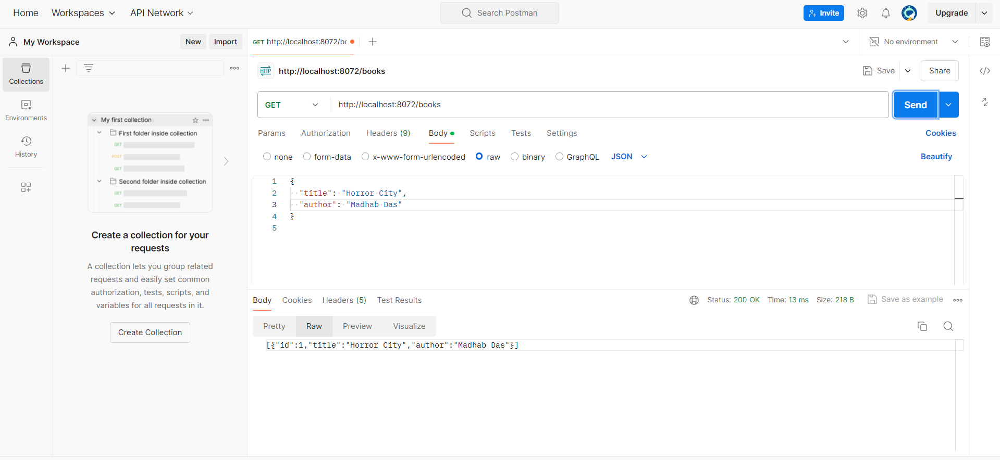 Home Workspaces API Network Search Postman Invite Upgrade
My Workspace New Import GET http://localhost:8072/bc No environment
Collections
Environments
History
My first collection
First folder inside collection
GET
POST
GET
Second folder inside collection
GET
GET
Create a collection for your
requests
A collection lets you group related
requests and easily set common
authorization, tests, scripts, and
variables for all requests in it.
Create Collection
HTTP http://localhost:8072/books Save Share
GET http://localhost:8072/books Send
Params Authorization Headers (9) Body Scripts Tests Settings Cookies
none form-data x-www-form-urlencoded raw binary GraphQL JSON Beautify
1 {
2 "title": "Horror City",
3 "author": "Madhab Das"
4 }
5
Body Cookies Headers (5) Test Results Status: 200 OK Time: 13 ms Size: 218 B Save as example
Pretty Raw Preview Visualize
[{"id":1,"title":"Horror City","author":"Madhab Das"}]